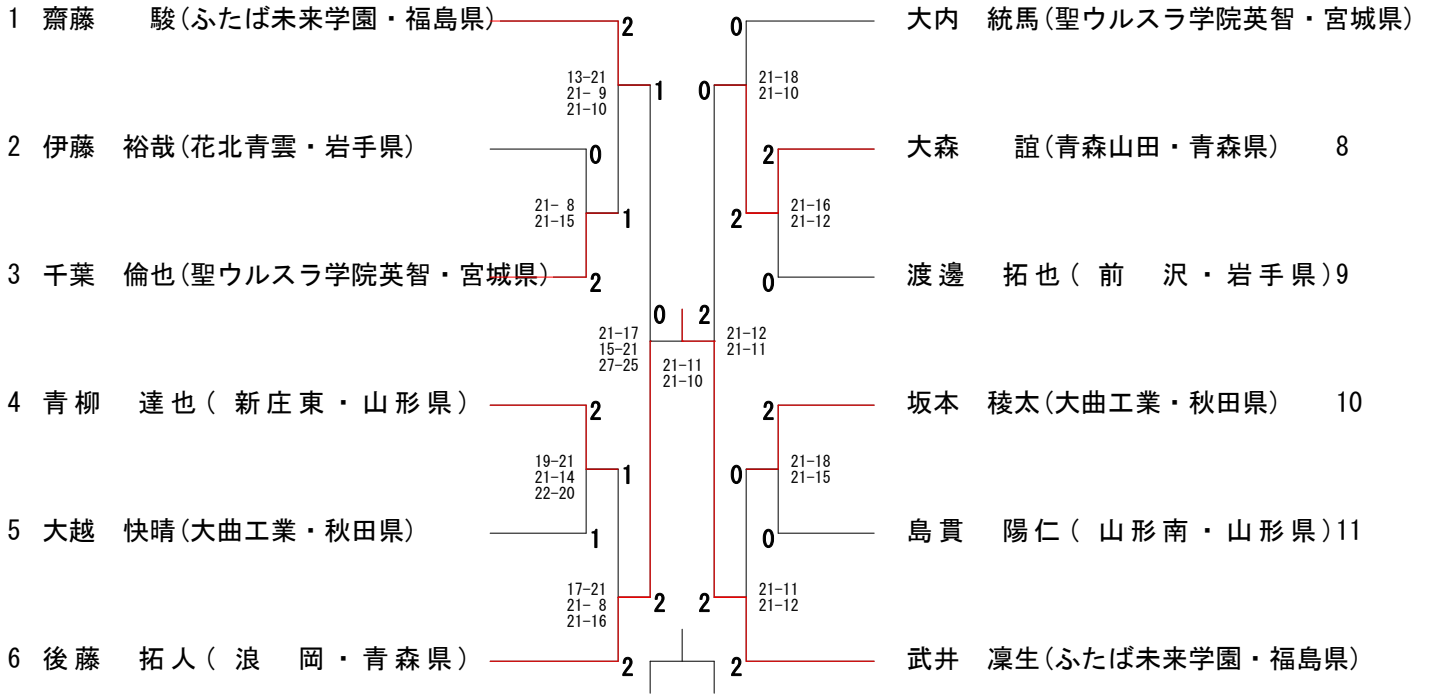 1 齋藤 駿(ふたば未来学園・福島県) 2 0 大内 統馬(聖ウルスラ学院英智・宮城県)
13-21 1 0 21-18
21- 9 21-10
21-10
2 伊藤 裕哉(花北青雲・岩手県) 0 2 大森 誼(青森山田・青森県) 8
21- 8 1 2 21-16
21-15 21-12
3 千葉 倫也(聖ウルスラ学院英智・宮城県) 2 0 渡邊 拓也( 前 沢・岩手県)9
0 2
21-17 21-12
15-21 21-11
27-25
21-11
21-10
4 青柳 達也( 新庄東・山形県) 2 2 坂本 稜太(大曲工業・秋田県) 10
19-21 1 0 21-18
21-14 21-15
22-20
5 大越 快晴(大曲工業・秋田県) 1 0 島貫 陽仁( 山形南・山形県)11
17-21 2 2 21-11
21- 8 21-12
21-16
6 後藤 拓人( 浪 岡・青森県) 2 2 武井 凜生(ふたば未来学園・福島県)